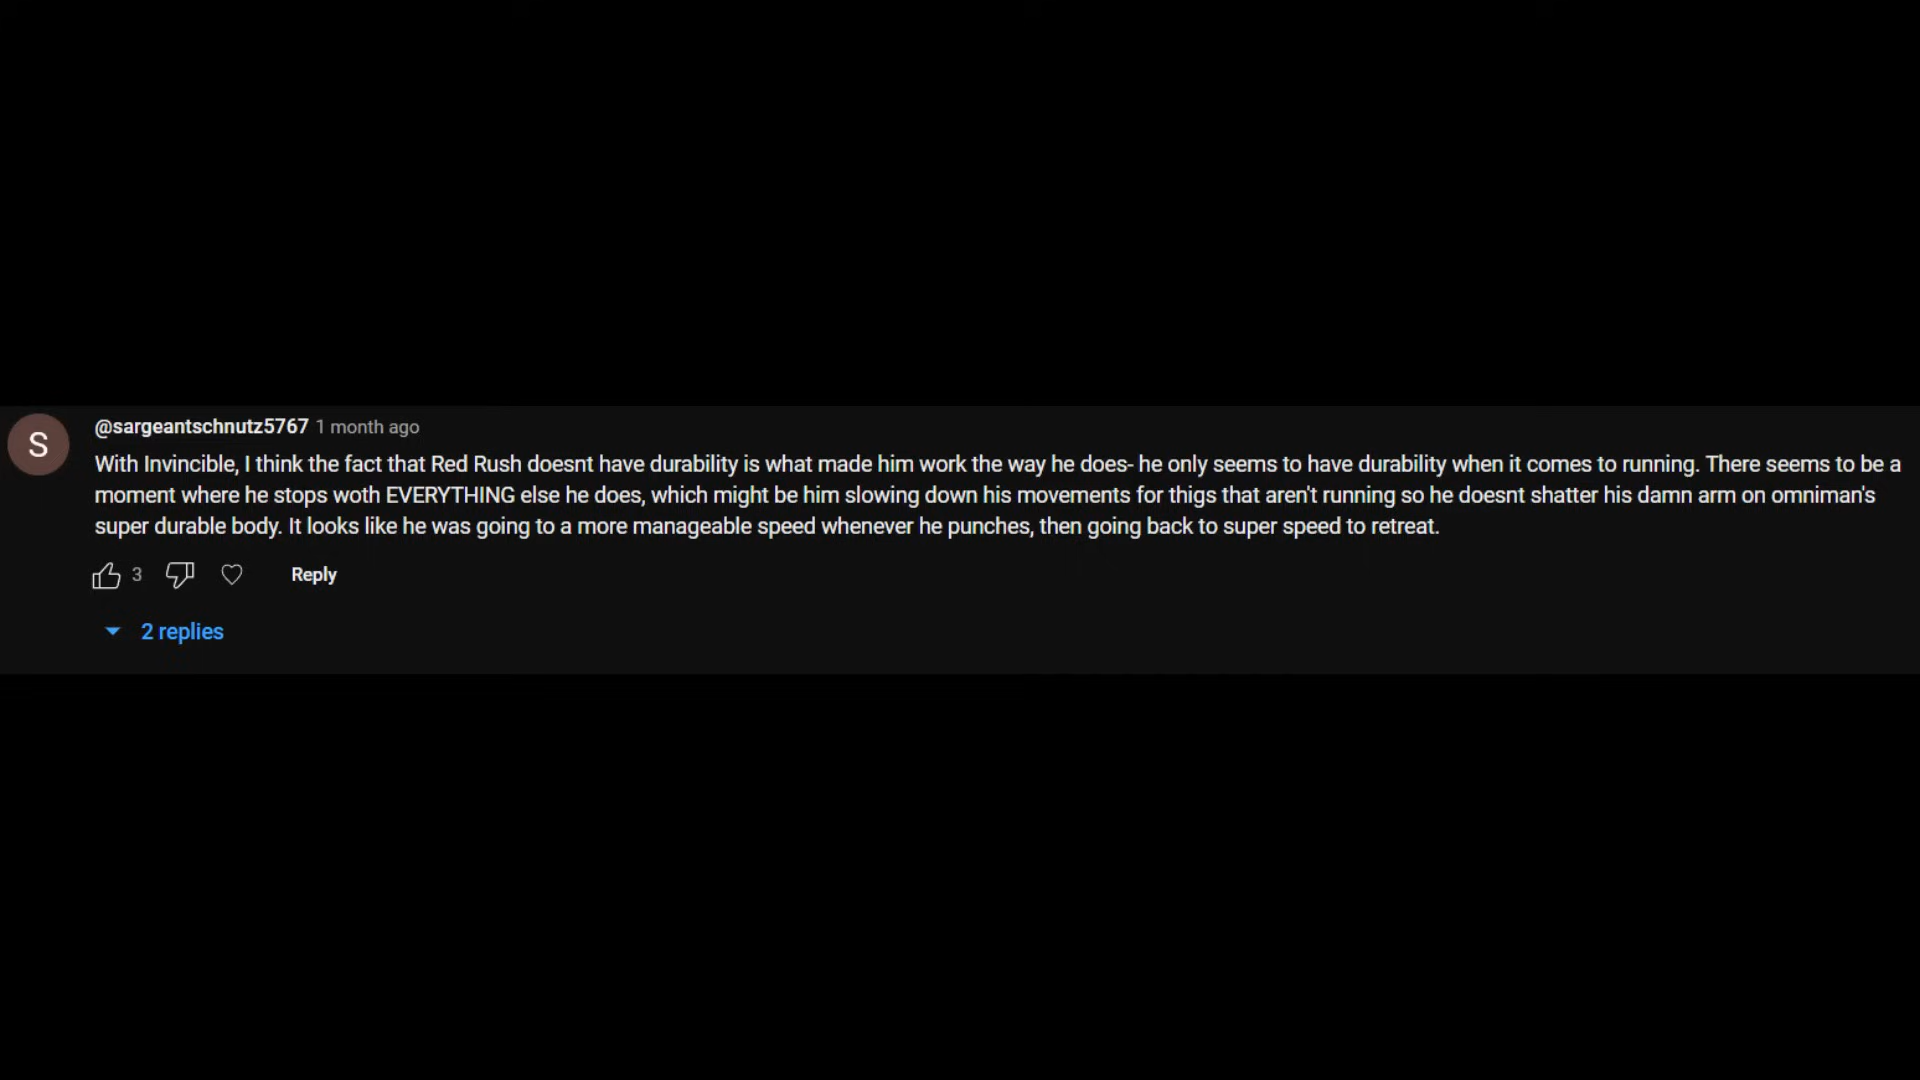 S
@sargeantschnutz5767 1 month ago
With Invincible, I think the fact that Red Rush doesnt have durability is what made him work the way he does- he only seems to have durability when it comes to running. There seems to be a
moment where he stops woth EVERYTHING else he does, which might be him slowing down his movements for thigs that aren't running so he doesnt shatter his damn arm on omniman's
super durable body. It looks like he was going to a more manageable speed whenever he punches, then going back to super speed to retreat.
3 Reply
2 replies